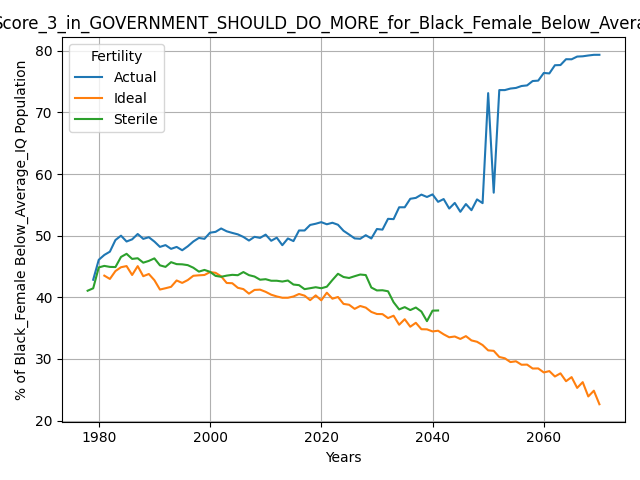 Score_3_in_GOVERNMENT_SHOULD_DO_MORE_for_Black_Female_Below_Avera
Fertility
Actual
Ideal
Sterile
% of Black_Female Below_Average_IQ Population
80
70
60
50
40
30
20
1980
2000
2020
2040
2060
Years